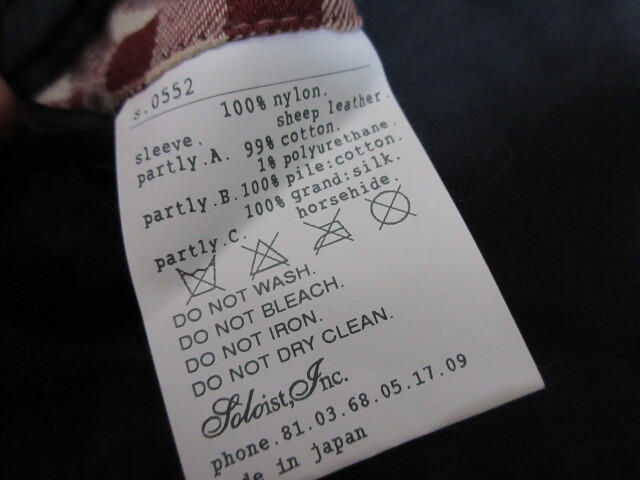 s.0552
100% nylon.
sleeve. sheep leather.
partly.A. 99% cotton.
1% polyurethane.
partly.B.100% pile:cotton.
100% grand:silk.
partly.C. horsehide.
DO NOT WASH.
DO NOT BLEACH.
DO NOT IRON.
DO NOT DRY CLEAN.
Soloist,Inc.
phone.81.03.68.05.17.09
de in japan